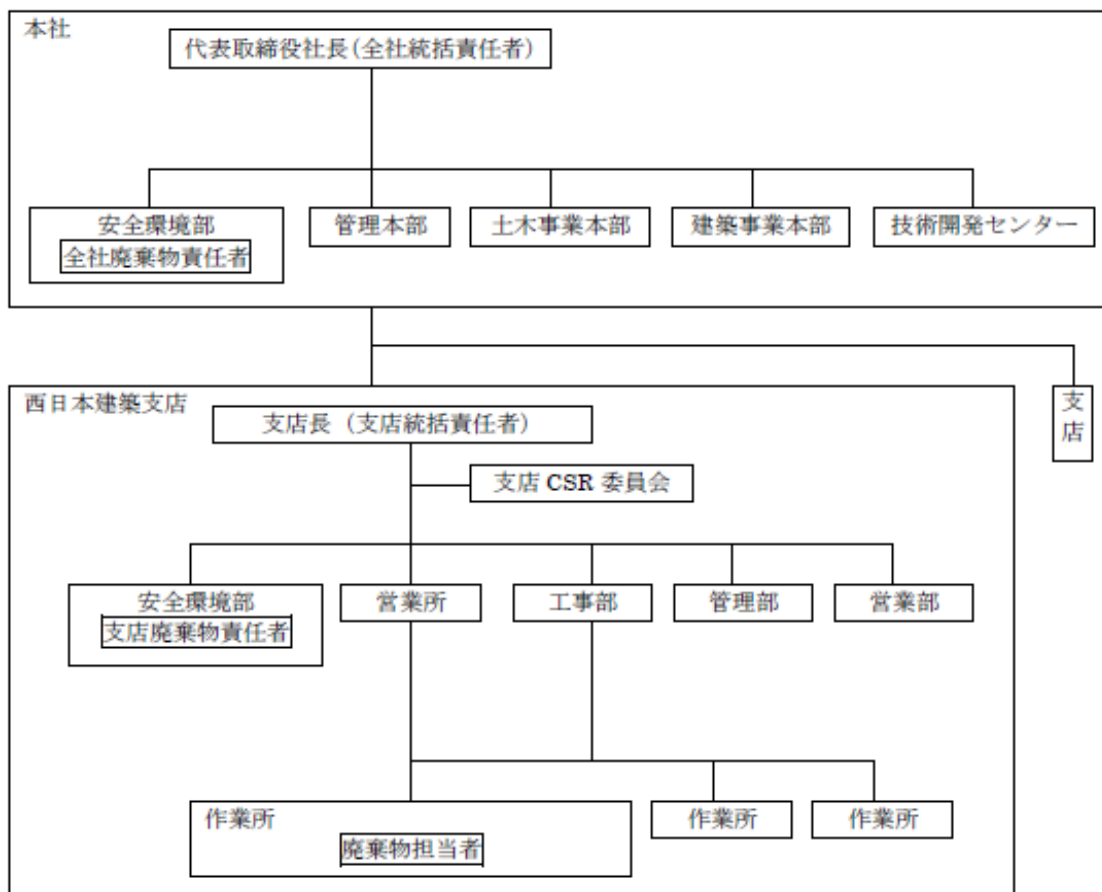 本社
代表取締役社長(全社統括責任者)
安全環境部
全社廃棄物責任者
管理本部
土木事業本部
建築事業本部
技術開発センター
西日本建築支店
支店
支店長(支店統括責任者)
支店 CSR 委員会
安全環境部
支店廃棄物責任者
営業所
工事部
管理部
営業部
作業所
廃棄物担当者
作業所
作業所